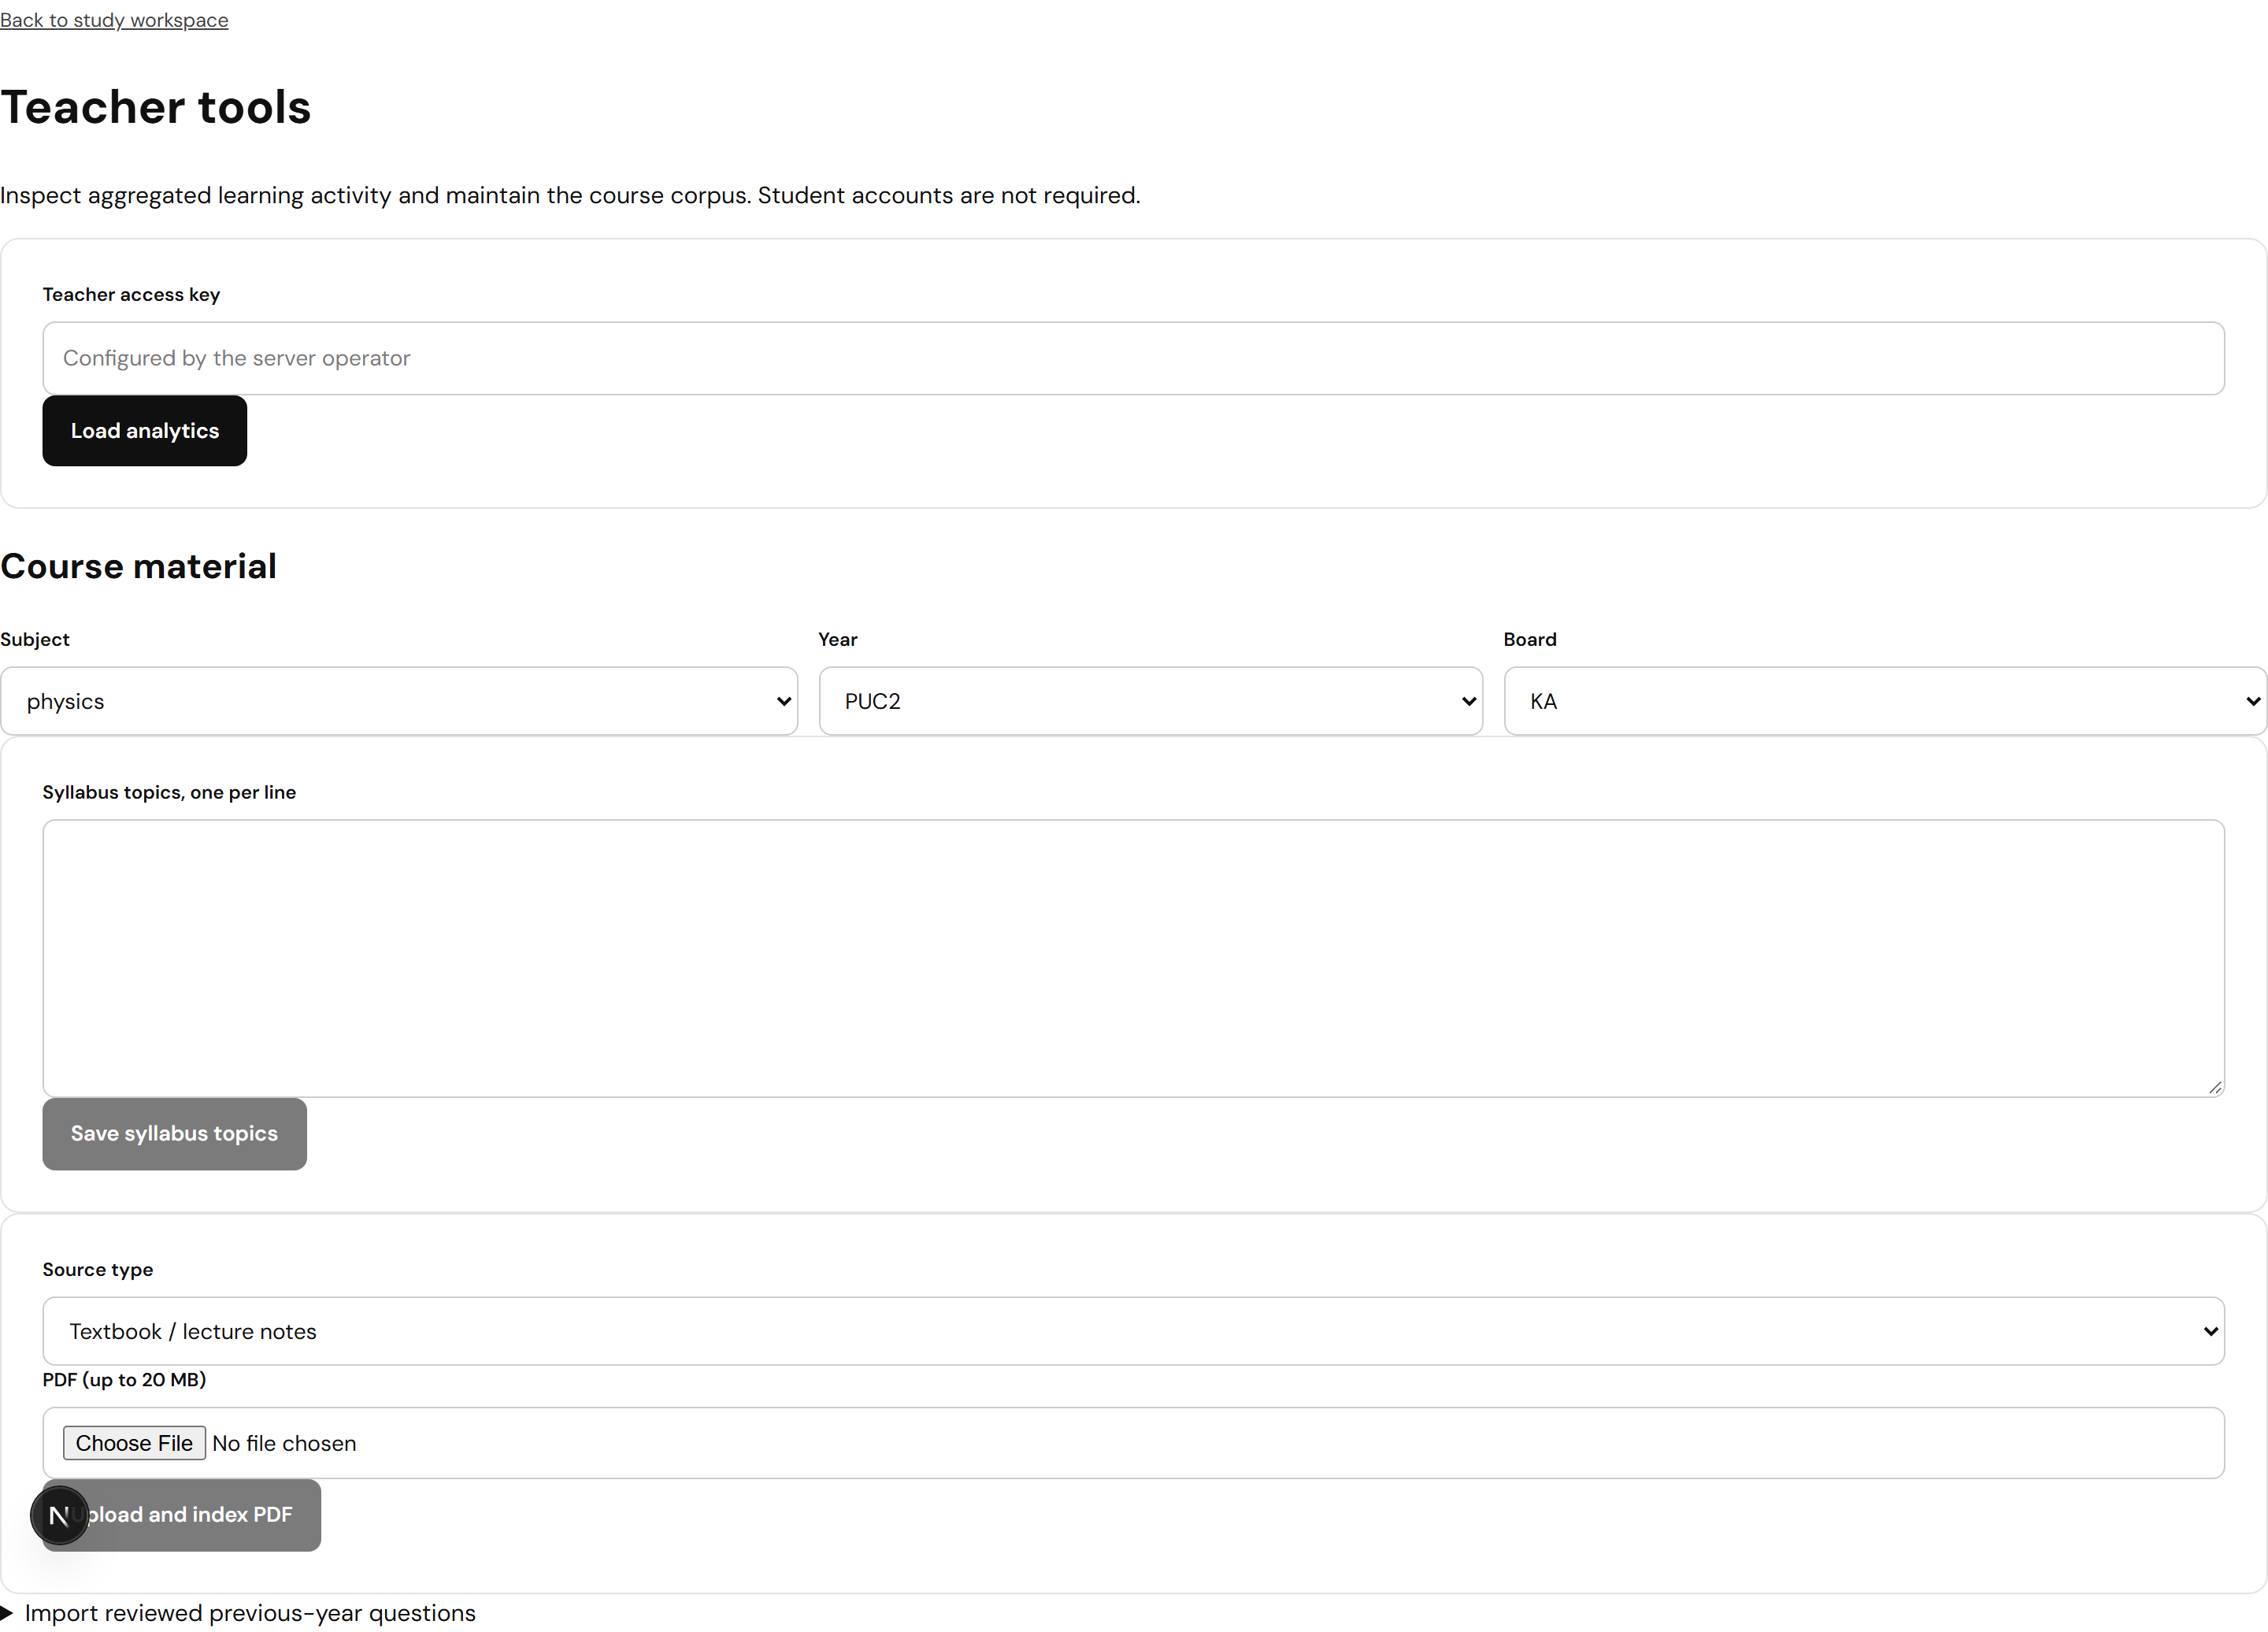 Back to study workspace
Teacher tools
Inspect aggregated learning activity and maintain the course corpus. Student accounts are not required.
Teacher access key
Configured by the server operator
Load analytics
Course material
Subject Year Board
physics PUC2 KA
Syllabus topics, one per line
Save syllabus topics
Source type
Textbook / lecture notes
PDF (up to 20 MB)
Choose File No file chosen
N Upload and index PDF
Import reviewed previous-year questions